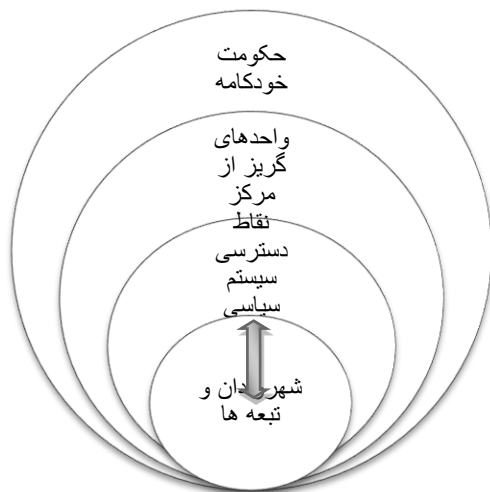 حکومت
خودکامه
واحدهای
گریز از
مرکز
نقاط
دسترسی
سیستم
سیاسی
شهروندان و
تبعه ها